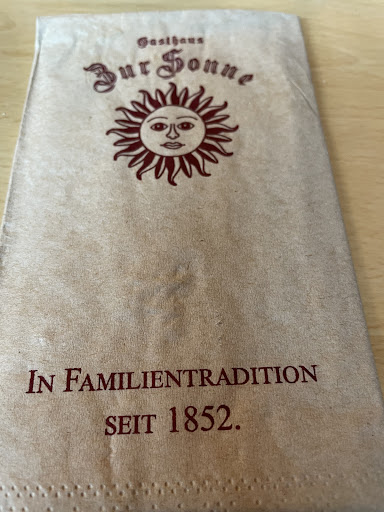 Gasthaus
Zur Sonne
IN FAMILIENTRADITION
SEIT 1852.